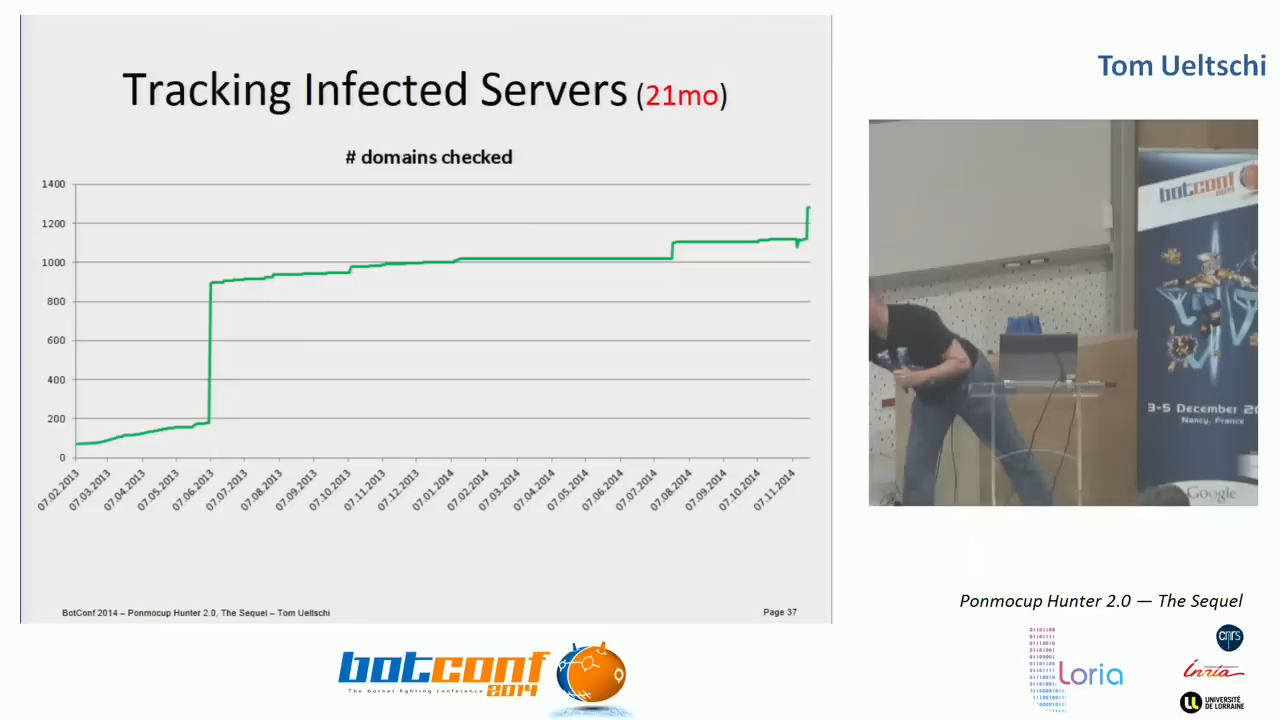 Tracking Infected Servers (21mo)
# domains checked
1400
1200
1000
800
600
400
200
0
07.02.2013
07.03.2013
07.04.2013
07.05.2013
07.06.2013
07.07.2013
07.08.2013
07.09.2013
07.10.2013
07.11.2013
07.12.2013
07.01.2014
07.02.2014
07.03.2014
07.04.2014
07.05.2014
07.06.2014
07.07.2014
07.08.2014
07.09.2014
07.10.2014
07.11.2014
BotConf 2014 – Ponmocup Hunter 2.0, The Sequel – Tom Ueltschi
Page 37
Tom Ueltschi
botconf
2014
3-5 December 20
Nancy, France
Google
Ponmocup Hunter 2.0 — The Sequel
botconf
The botnet fighting conference 2014
Loria
cnrs
Inria
UNIVERSITÉ
DE LORRAINE